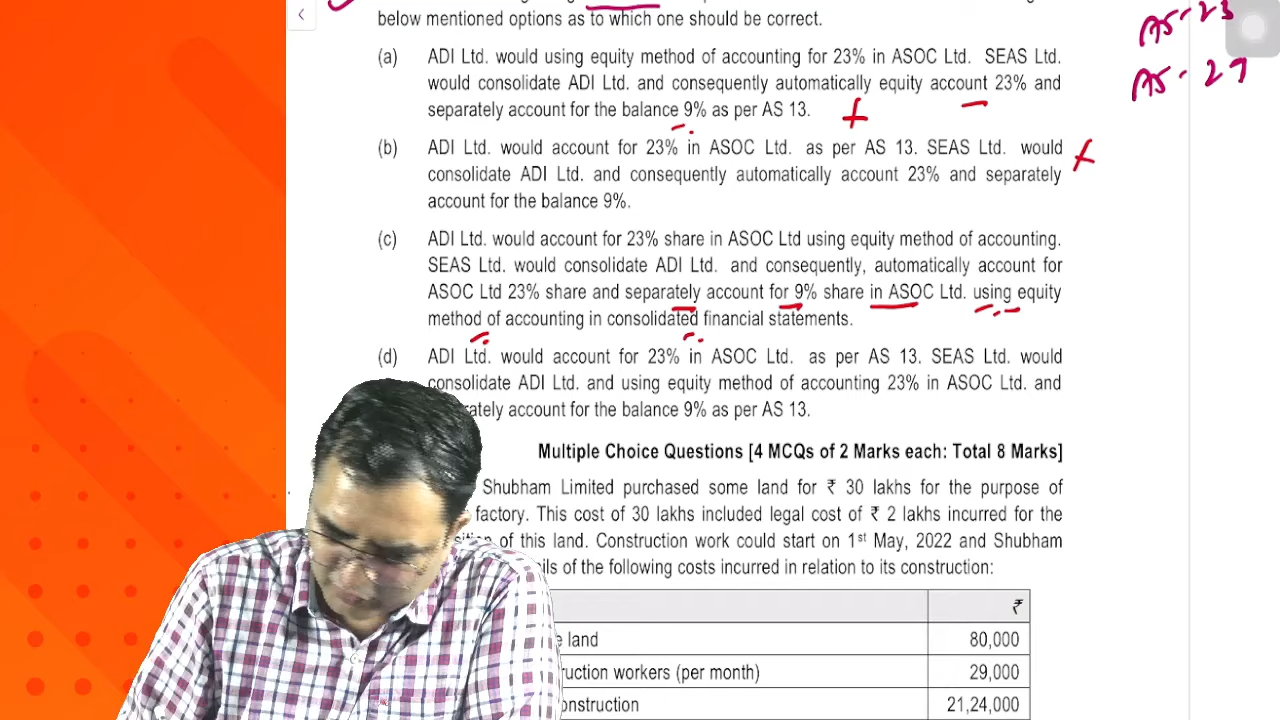 below mentioned options as to which one should be correct.
AS-23
AS-27
(a) ADI Ltd. would using equity method of accounting for 23% in ASOC Ltd. SEAS Ltd.
would consolidate ADI Ltd. and consequently automatically equity account 23% and
separately account for the balance 9% as per AS 13.
(b) ADI Ltd. would account for 23% in ASOC Ltd. as per AS 13. SEAS Ltd. would
consolidate ADI Ltd. and consequently automatically account 23% and separately
account for the balance 9%.
(c) ADI Ltd. would account for 23% share in ASOC Ltd using equity method of accounting.
SEAS Ltd. would consolidate ADI Ltd. and consequently, automatically account for
ASOC Ltd 23% share and separately account for 9% share in ASOC Ltd. using equity
method of accounting in consolidated financial statements.
(d) ADI Ltd. would account for 23% in ASOC Ltd. as per AS 13. SEAS Ltd. would
consolidate ADI Ltd. and using equity method of accounting 23% in ASOC Ltd. and
account for the balance 9% as per AS 13.
Multiple Choice Questions [4 MCQs of 2 Marks each: Total 8 Marks]
Shubham Limited purchased some land for ₹ 30 lakhs for the purpose of
factory. This cost of 30 lakhs included legal cost of ₹ 2 lakhs incurred for the
of this land. Construction work could start on 1st May, 2022 and Shubham
of the following costs incurred in relation to its construction:
₹
land 80,000
workers (per month) 29,000
21,24,000